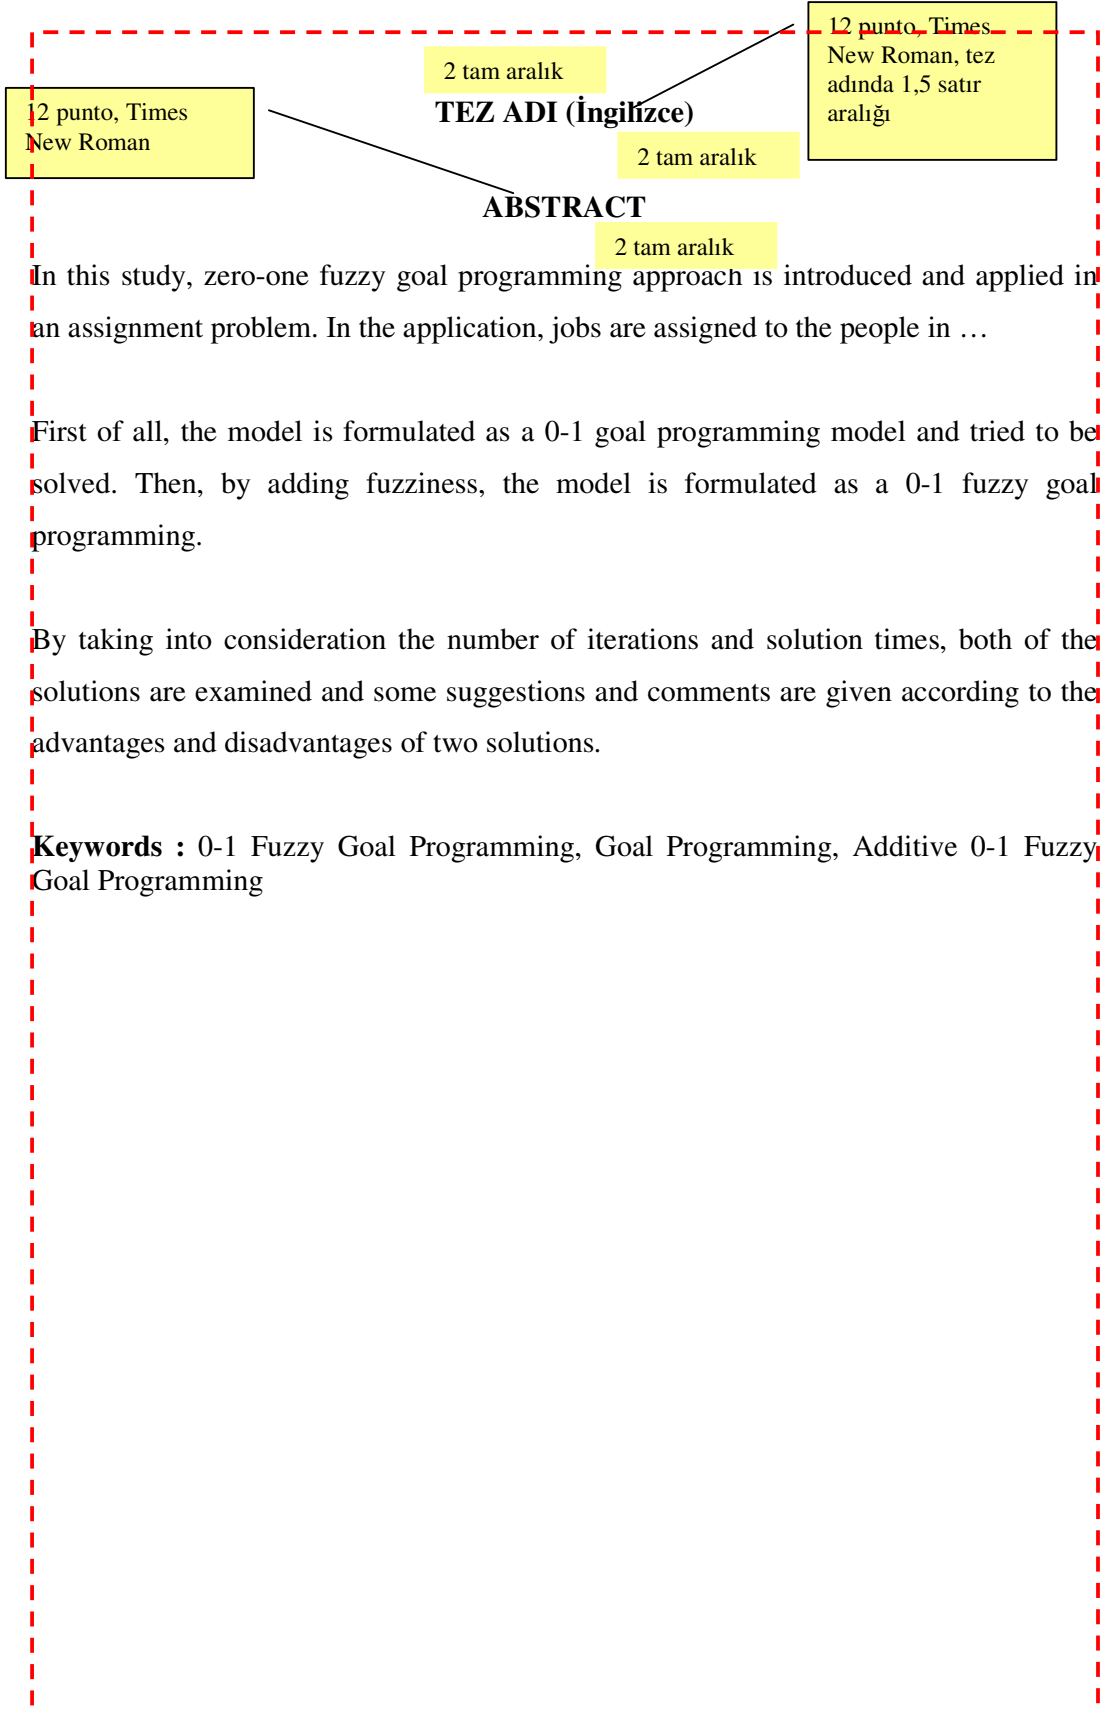 12 punto, Times
New Roman, tez
adında 1,5 satır
aralığı
2 tam aralık
12 punto, Times
New Roman
TEZ ADI (İngilizce)
2 tam aralık
ABSTRACT
2 tam aralık
In this study, zero-one fuzzy goal programming approach is introduced and applied in
an assignment problem. In the application, jobs are assigned to the people in …
First of all, the model is formulated as a 0-1 goal programming model and tried to be
solved. Then, by adding fuzziness, the model is formulated as a 0-1 fuzzy goal
programming.
By taking into consideration the number of iterations and solution times, both of the
solutions are examined and some suggestions and comments are given according to the
advantages and disadvantages of two solutions.
Keywords : 0-1 Fuzzy Goal Programming, Goal Programming, Additive 0-1 Fuzzy
Goal Programming